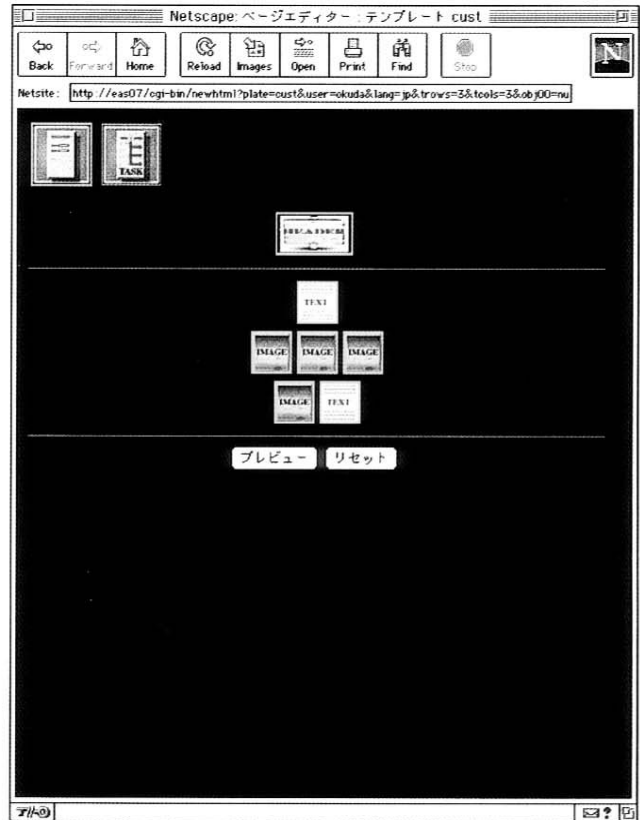 Netscape: ページエディター : テンプレート cust
Back Forward Home Reload Images Open Print Find Stop
N
Netsite: http://eas07/cgi-bin/newhtml?plate=cust&user=okuda&lang=jp&trows=3&tcols=3&obj00=nu
TASK
TEXT
IMAGE IMAGE IMAGE
IMAGE TEXT
プレビュー リセット
?